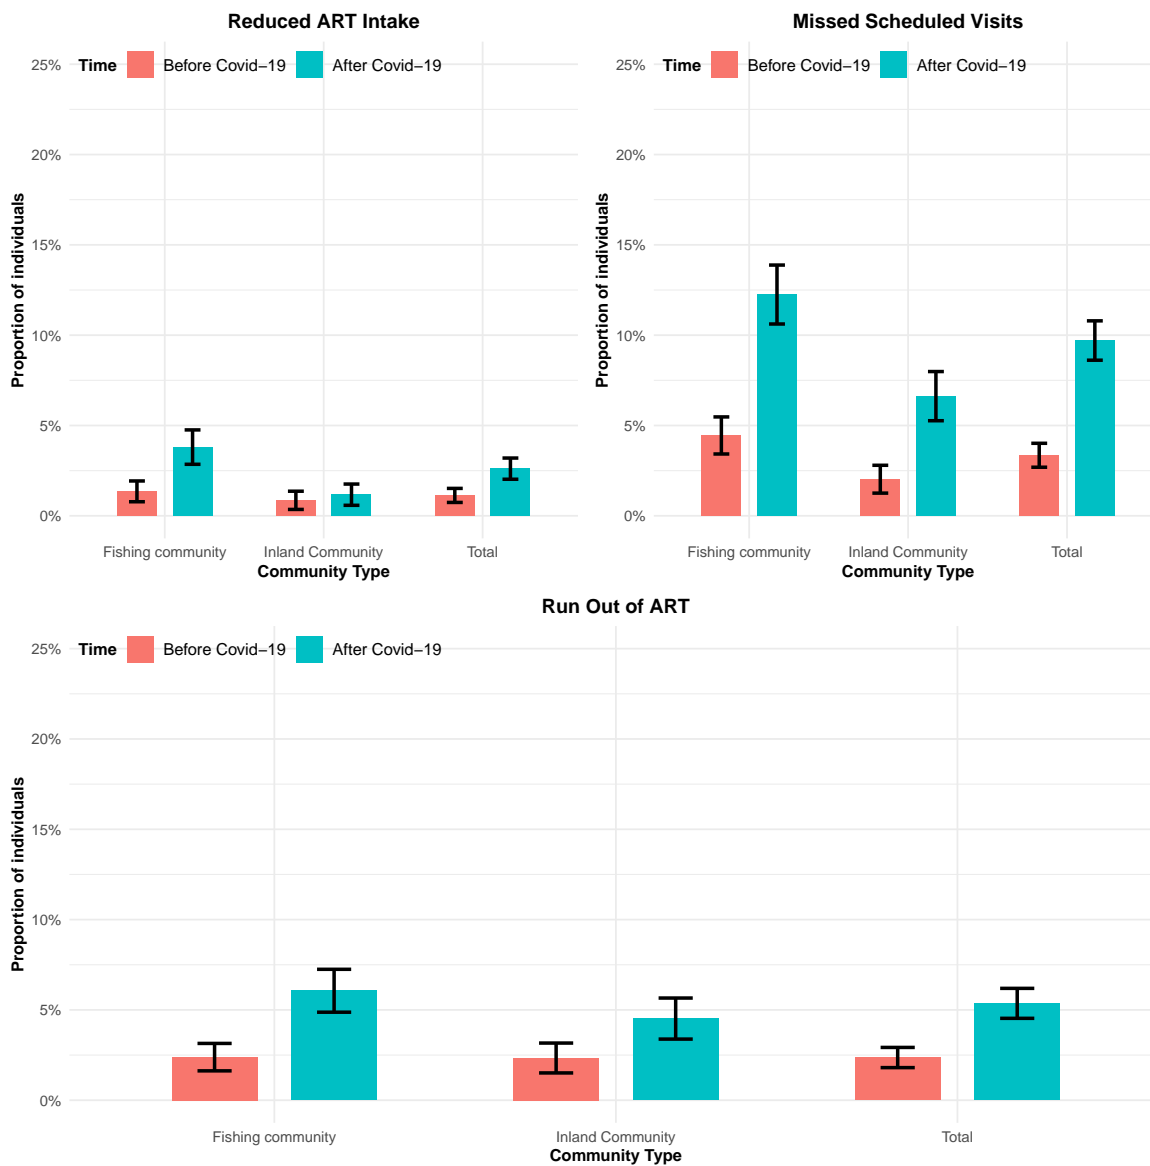 Reduced ART Intake
Time Before Covid−19 After Covid−19
25%
20%
15%
10%
5%
0%
Proportion of individuals
Fishing community Inland Community Total
Community Type
Missed Scheduled Visits
Time Before Covid−19 After Covid−19
25%
20%
15%
10%
5%
0%
Proportion of individuals
Fishing community Inland Community Total
Community Type
Run Out of ART
Time Before Covid−19 After Covid−19
25%
20%
15%
10%
5%
0%
Proportion of individuals
Fishing community Inland Community Total
Community Type